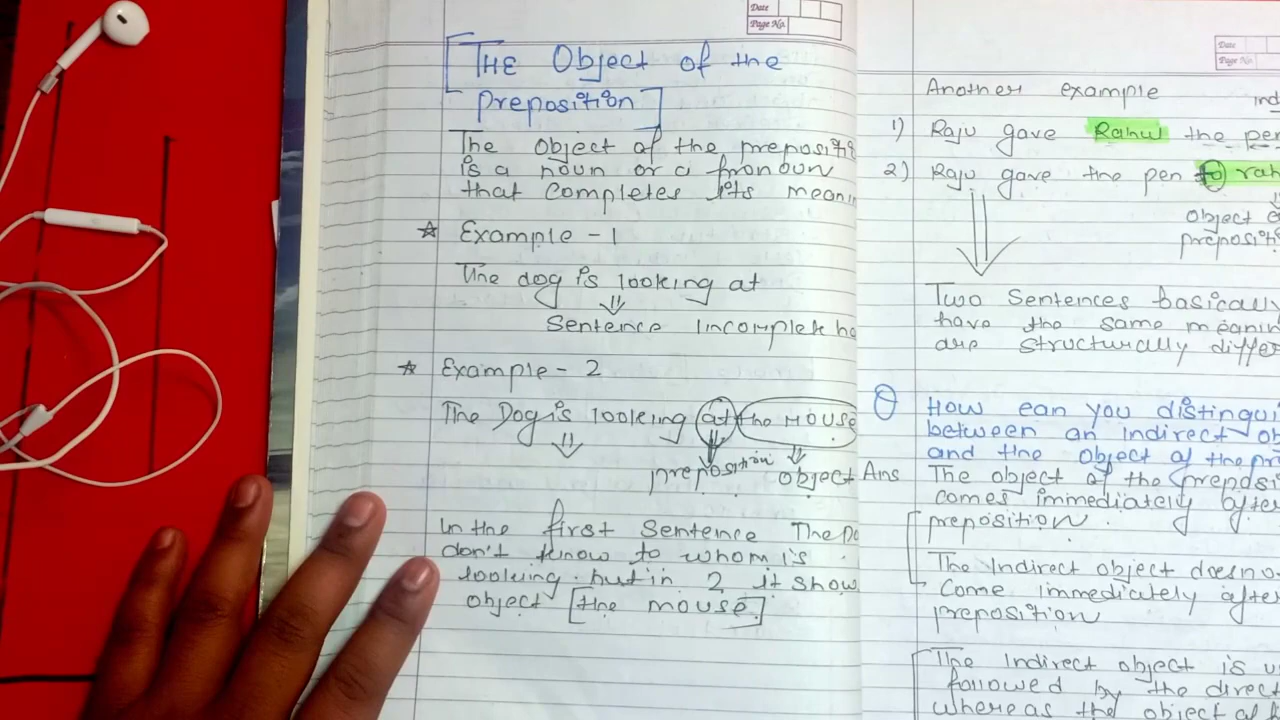 Date
Page No.
THE Object of the
preposition
The Object of the prepositi
is a noun or a pronoun
that completes its meanin
Example - 1
The dog is looking at
Sentence Incomplete he
Example - 2
The Dog is looking at the MOUSE
preposition object
In the first Sentence The
don't know to whom is
looking. but in 2 it show
object [the mouse.]
Date
Page No.
Another example
ind
1) Raju gave Rahul the pen
2) Raju gave the pen to rah
object
preposit
Two Sentences basically
have the same meanin
are structurally differ
How can you distingui
between an indirect ob
and the object of the pre
Ans The object of the preposi
comes immediately after
preposition.
The Indirect object does no
Come immediately after
preposition
The Indirect object is u
followed by the direct
whereas the object of